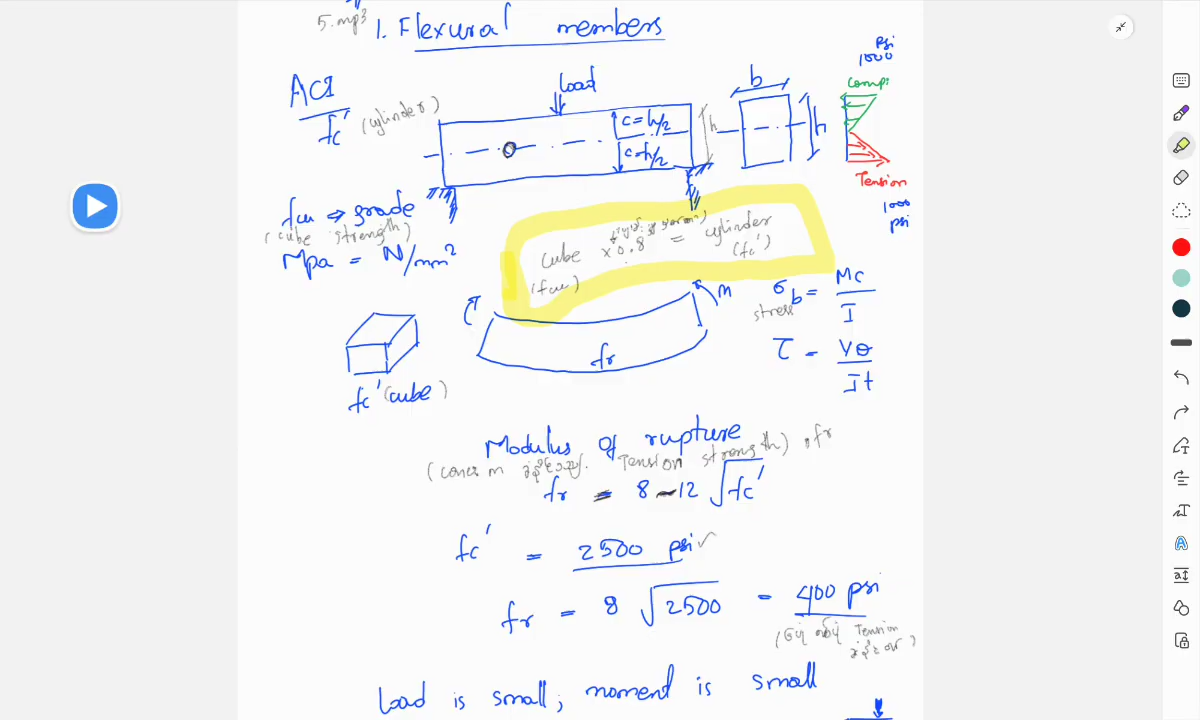 5.mp3
1. Flexural members
ACI
fc' (cylinder)
load
c = h/2
c = h/2
h
b
h
psi
1000
comp:
Tension
1000
psi
fcu ⇒ grade
(cube strength)
Mpa = N/mm²
cube × 0.8 = cylinder
(fcu) (fc')
M
fr
σb = Mc/I
stress
τ = VQ/It
fc' (cube)
Modulus of rupture
Tension strength) fr
fr = 8 - 12 √fc'
fc' = 2500 psi ✓
fr = 8 √2500 = 400 psi
Tension
Load is small; moment is small